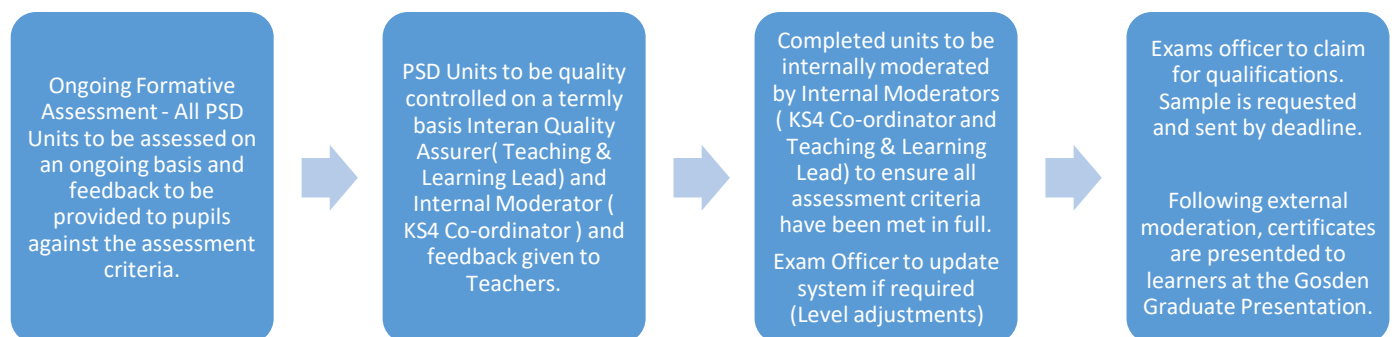 Ongoing Formative
Assessment - All PSD
Units to be assessed on
an ongoing basis and
feedback to be
provided to pupils
against the assessment
criteria.
PSD Units to be quality
controlled on a termly
basis Interan Quality
Assurer( Teaching &
Learning Lead) and
Internal Moderator (
KS4 Co-ordinator ) and
feedback given to
Teachers.
Completed units to be
internally moderated
by Internal Moderators
( KS4 Co-ordinator and
Teaching & Learning
Lead) to ensure all
assessment criteria
have been met in full.
Exam Officer to update
system if required
(Level adjustments)
Exams officer to claim
for qualifications.
Sample is requested
and sent by deadline.
Following external
moderation, certificates
are presentded to
learners at the Gosden
Graduate Presentation.